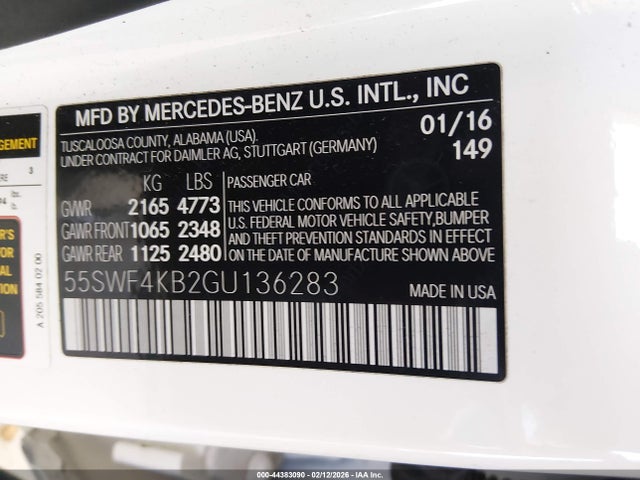 MFD BY MERCEDES-BENZ U.S. INTL., INC
TUSCALOOSA COUNTY, ALABAMA (USA).
UNDER CONTRACT FOR DAIMLER AG, STUTTGART (GERMANY)
01/16
149
KG LBS
GVWR 2165 4773
GAWR FRONT 1065 2348
GAWR REAR 1125 2480
PASSENGER CAR
THIS VEHICLE CONFORMS TO ALL APPLICABLE
U.S. FEDERAL MOTOR VEHICLE SAFETY,BUMPER
AND THEFT PREVENTION STANDARDS IN EFFECT
ON THE DATE OF MANUFACTURE SHOWN ABOVE
55SWF4KB2GU136283
MADE IN USA
A 205 584 02 00
3
000-44383090 - 02/12/2026 - IAA Inc.